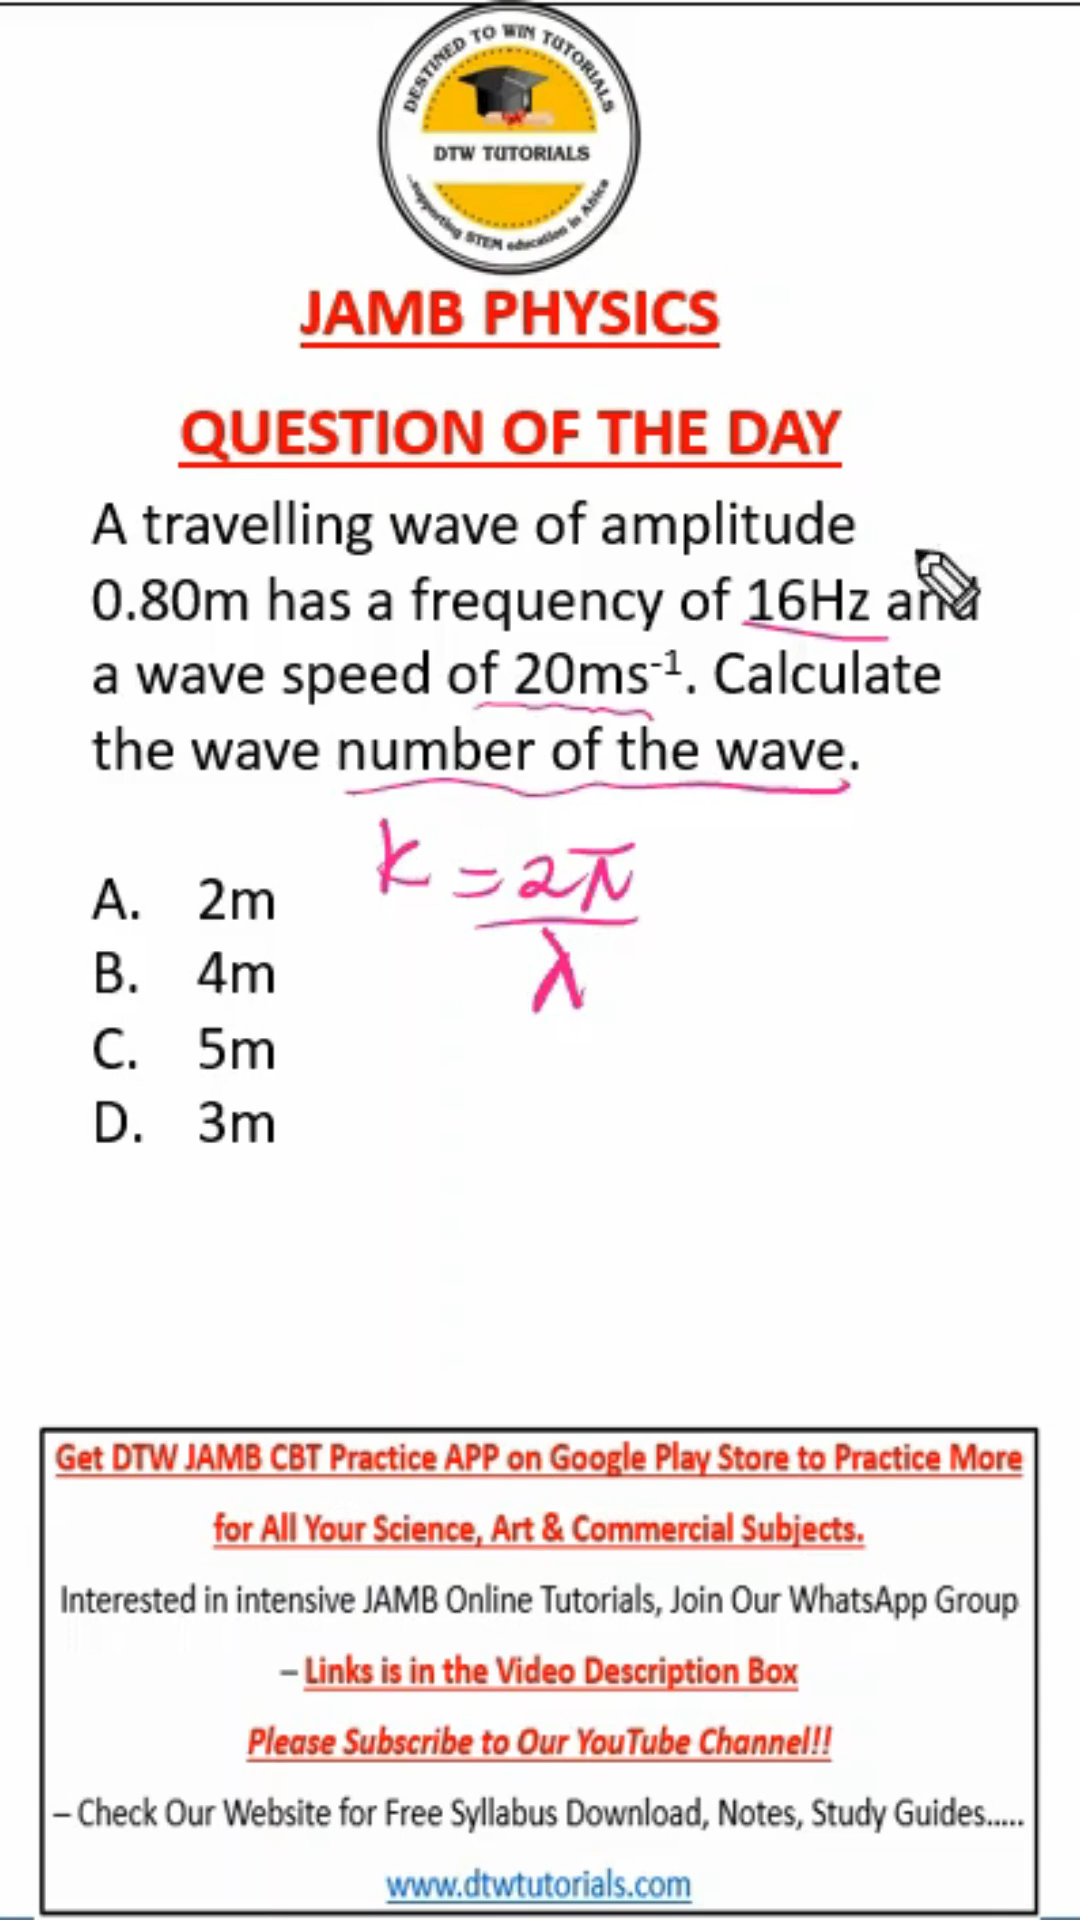 DESTINED TO WIN TUTORIALS
DTW TUTORIALS
...supporting STEM education in Africa
JAMB PHYSICS
QUESTION OF THE DAY
A travelling wave of amplitude
0.80m has a frequency of 16Hz and
a wave speed of 20ms⁻¹. Calculate
the wave number of the wave.
k = 2π
λ
A. 2m
B. 4m
C. 5m
D. 3m
Get DTW JAMB CBT Practice APP on Google Play Store to Practice More
for All Your Science, Art & Commercial Subjects.
Interested in intensive JAMB Online Tutorials, Join Our WhatsApp Group
– Links is in the Video Description Box
Please Subscribe to Our YouTube Channel!!
– Check Our Website for Free Syllabus Download, Notes, Study Guides.....
www.dtwtutorials.com